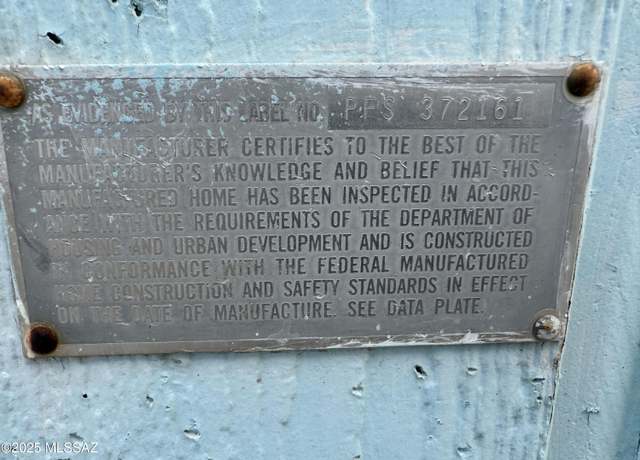 AS EVIDENCED BY THIS LABEL NO. PFS 372161
THE MANUFACTURER CERTIFIES TO THE BEST OF THE
MANUFACTURER'S KNOWLEDGE AND BELIEF THAT THIS
MANUFACTURED HOME HAS BEEN INSPECTED IN ACCORD-
ANCE WITH THE REQUIREMENTS OF THE DEPARTMENT OF
HOUSING AND URBAN DEVELOPMENT AND IS CONSTRUCTED
IN CONFORMANCE WITH THE FEDERAL MANUFACTURED
HOME CONSTRUCTION AND SAFETY STANDARDS IN EFFECT
ON THE DATE OF MANUFACTURE. SEE DATA PLATE.
©2025 MLSSAZ